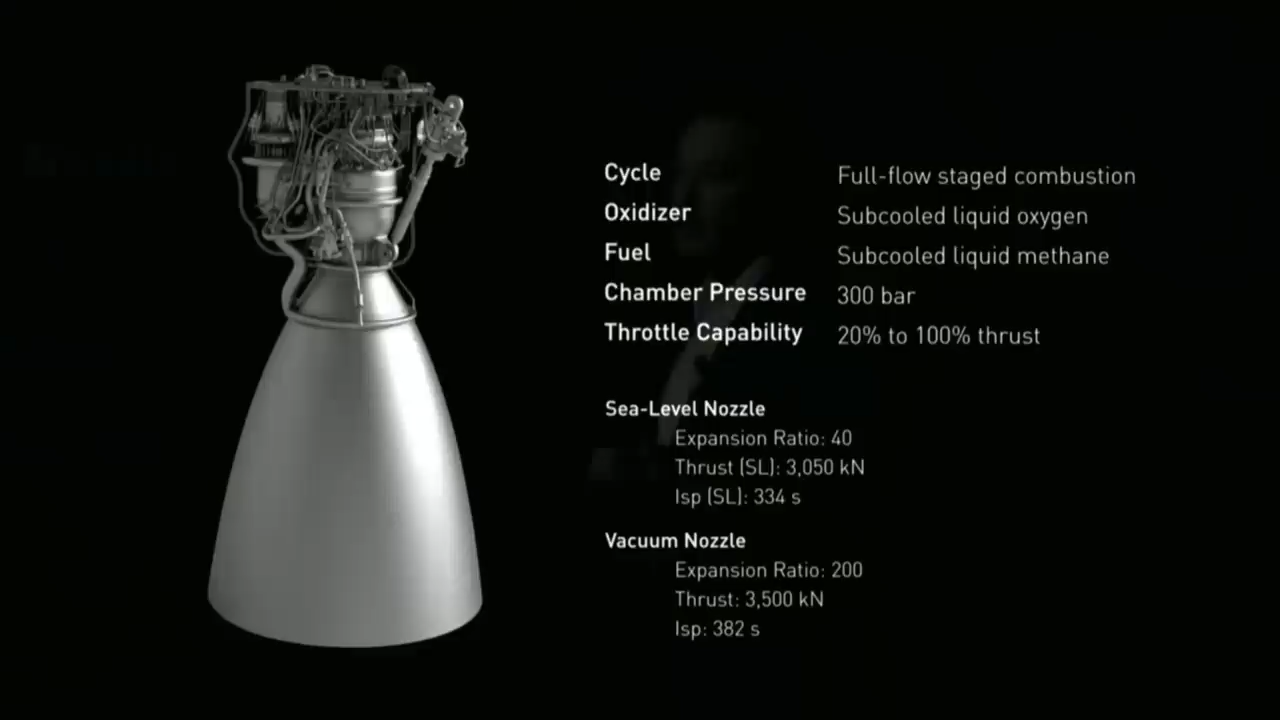 Cycle Full-flow staged combustion
Oxidizer Subcooled liquid oxygen
Fuel Subcooled liquid methane
Chamber Pressure 300 bar
Throttle Capability 20% to 100% thrust
Sea-Level Nozzle
Expansion Ratio: 40
Thrust (SL): 3,050 kN
Isp (SL): 334 s
Vacuum Nozzle
Expansion Ratio: 200
Thrust: 3,500 kN
Isp: 382 s